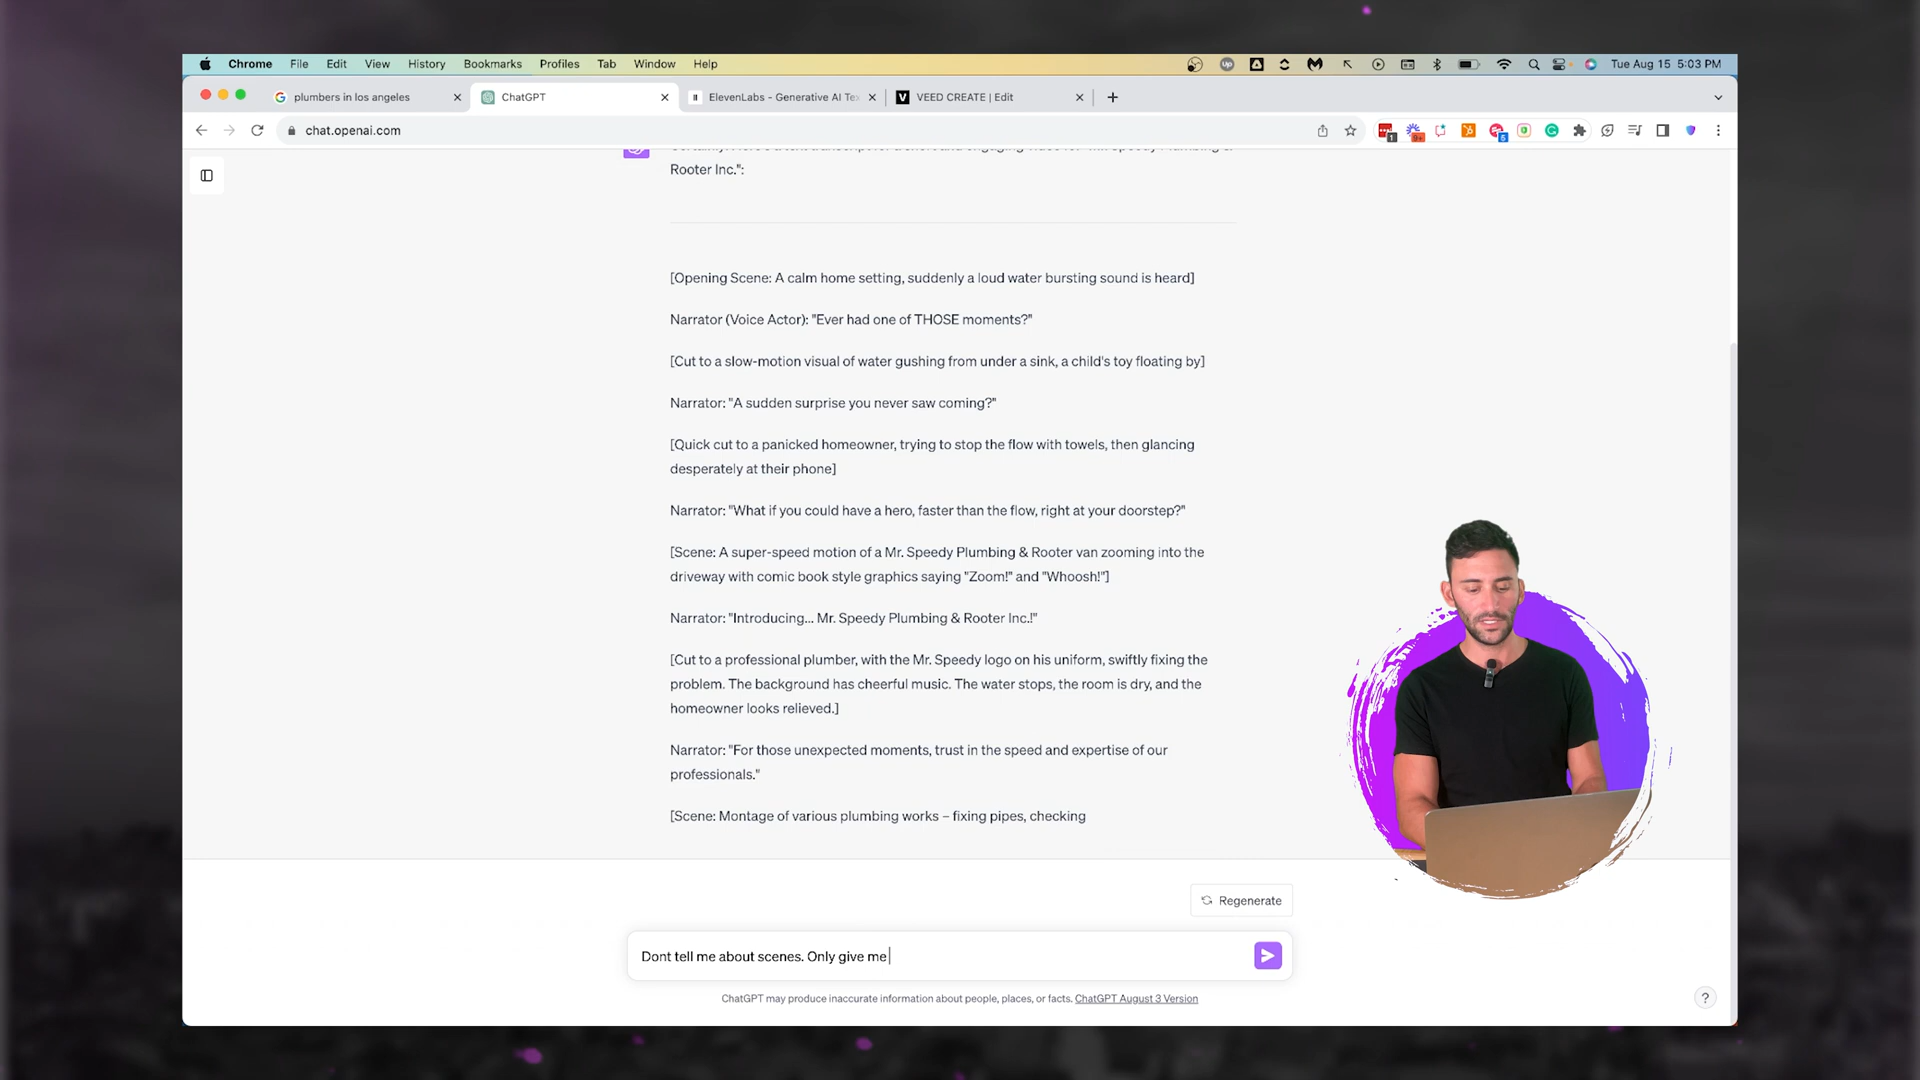 Chrome File Edit View History Bookmarks Profiles Tab Window Help
Tue Aug 15 5:03 PM
plumbers in los angeles
ChatGPT
ElevenLabs - Generative AI Te
VEED CREATE | Edit
chat.openai.com
Rooter Inc.":
[Opening Scene: A calm home setting, suddenly a loud water bursting sound is heard]
Narrator (Voice Actor): "Ever had one of THOSE moments?"
[Cut to a slow-motion visual of water gushing from under a sink, a child's toy floating by]
Narrator: "A sudden surprise you never saw coming?"
[Quick cut to a panicked homeowner, trying to stop the flow with towels, then glancing
desperately at their phone]
Narrator: "What if you could have a hero, faster than the flow, right at your doorstep?"
[Scene: A super-speed motion of a Mr. Speedy Plumbing & Rooter van zooming into the
driveway with comic book style graphics saying "Zoom!" and "Whoosh!"]
Narrator: "Introducing... Mr. Speedy Plumbing & Rooter Inc.!"
[Cut to a professional plumber, with the Mr. Speedy logo on his uniform, swiftly fixing the
problem. The background has cheerful music. The water stops, the room is dry, and the
homeowner looks relieved.]
Narrator: "For those unexpected moments, trust in the speed and expertise of our
professionals."
[Scene: Montage of various plumbing works – fixing pipes, checking
Regenerate
Dont tell me about scenes. Only give me
ChatGPT may produce inaccurate information about people, places, or facts. ChatGPT August 3 Version
?